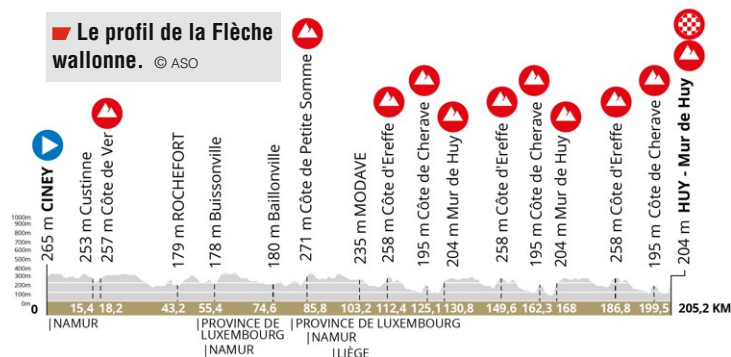 Le profil de la Flèche
wallonne. © ASO
265 m CINEY
253 m Custinne
257 m Côte de Ver
179 m ROCHEFORT
178 m Buissonville
180 m Baillonville
271 m Côte de Petite Somme
235 m MODAVE
258 m Côte d'Ereffe
195 m Côte de Cherave
204 m Mur de Huy
258 m Côte d'Ereffe
195 m Côte de Cherave
204 m Mur de Huy
258 m Côte d'Ereffe
195 m Côte de Cherave
204 m HUY - Mur de Huy
1000m
900m
800m
700m
600m
500m
400m
300m
200m
100m
0m
0 15,4 18,2 43,2 55,4 74,6 85,8 103,2 112,4 125,1 130,8 149,6 162,3 168 186,8 199,5 205,2 KM
|NAMUR |PROVINCE DE LUXEMBOURG |PROVINCE DE LUXEMBOURG
|NAMUR |NAMUR
|LIÈGE